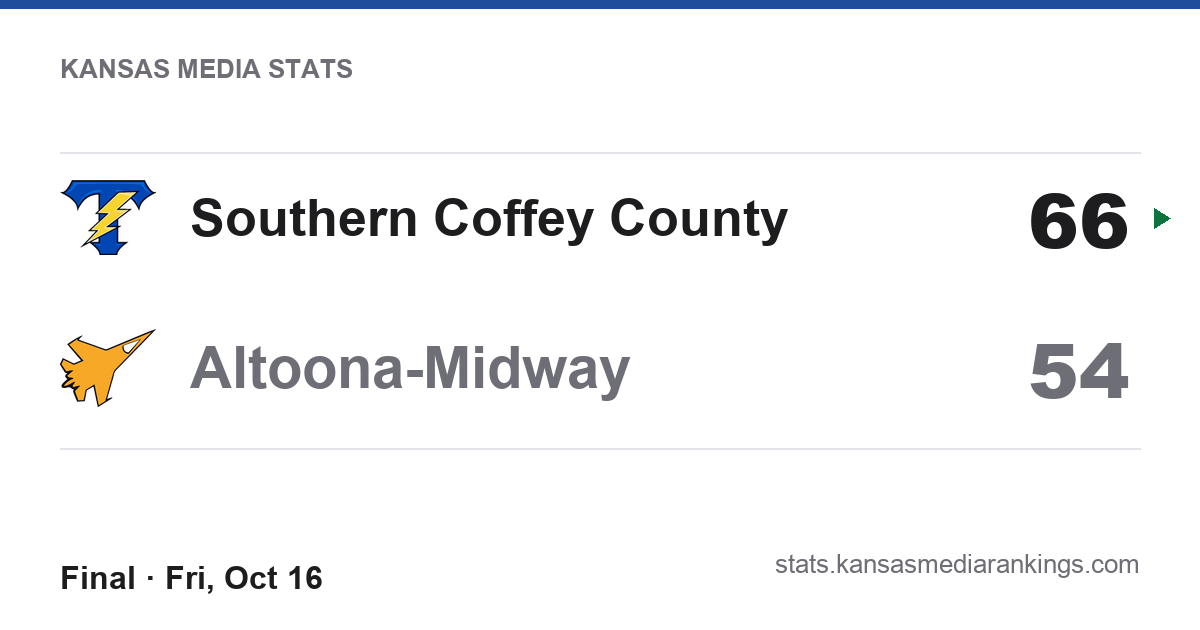 KANSAS MEDIA STATS
Southern Coffey County 66
Altoona-Midway 54
Final · Fri, Oct 16
stats.kansasmediarankings.com